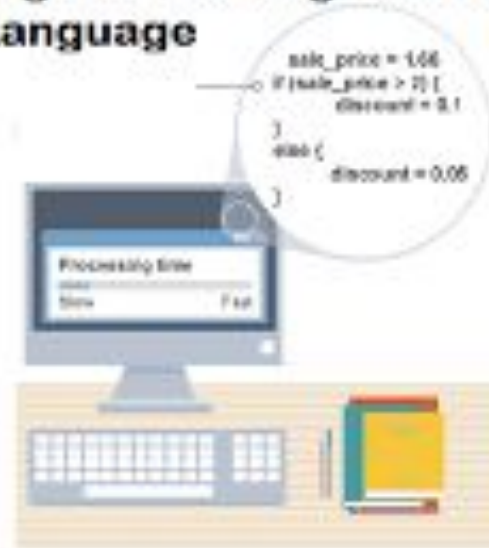 anguage
sale_price = 1.66
if (sale_price > 2) {
discount = 0.1
}
else {
discount = 0.05
}
Processing time
Slow Fast